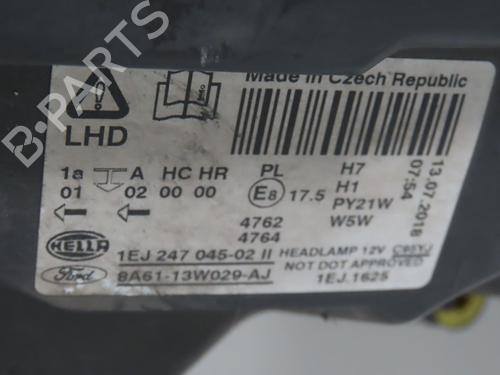 B-PARTS
Made in Czech Republic
LHD
1a A HC HR PL H7
01 02 00 00 E8 17.5 H1
PY21W
4762 W5W
4764
13.07.2018
07:54
HELLA 1EJ 247 045-02 II HEADLAMP 12V C95YJ
Ford 8A61-13W029-AJ NOT DOT APPROVED
1EJ.1625